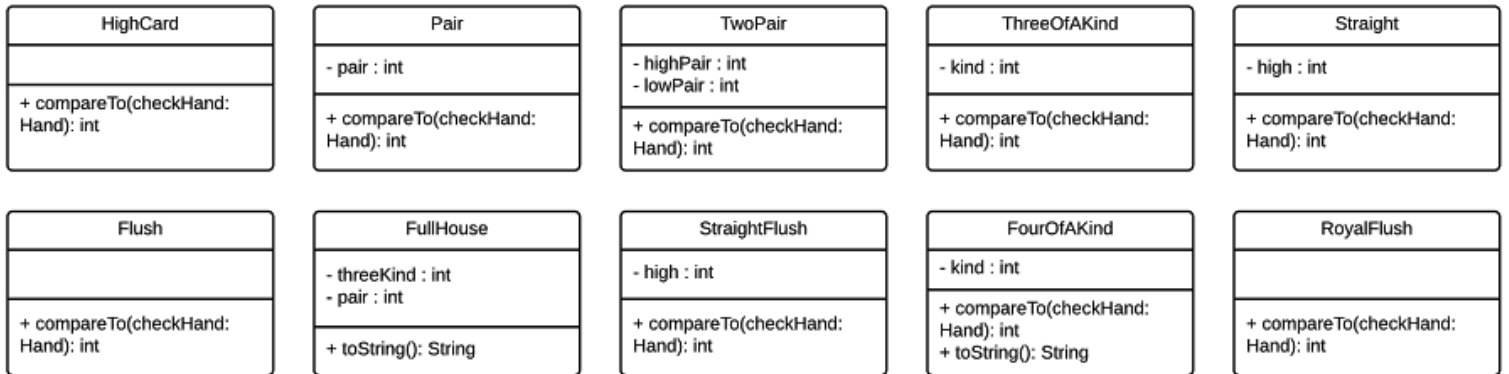 HighCard
+ compareTo(checkHand:
Hand): int
Pair
- pair : int
+ compareTo(checkHand:
Hand): int
TwoPair
- highPair : int
- lowPair : int
+ compareTo(checkHand:
Hand): int
ThreeOfAKind
- kind : int
+ compareTo(checkHand:
Hand): int
Straight
- high : int
+ compareTo(checkHand:
Hand): int
Flush
+ compareTo(checkHand:
Hand): int
FullHouse
- threeKind : int
- pair : int
+ toString(): String
StraightFlush
- high : int
+ compareTo(checkHand:
Hand): int
FourOfAKind
- kind : int
+ compareTo(checkHand:
Hand): int
+ toString(): String
RoyalFlush
+ compareTo(checkHand:
Hand): int